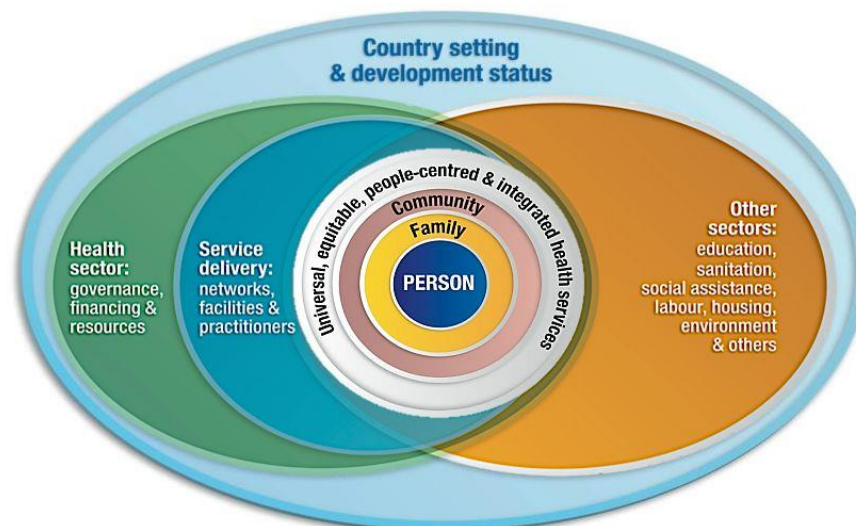 Country setting
& development status
Universal, equitable, people-centred & integrated health services
Community
Family
PERSON
Health
sector:
governance,
financing &
resources
Service
delivery:
networks,
facilities &
practitioners
Other
sectors:
education,
sanitation,
social assistance,
labour, housing,
environment
& others